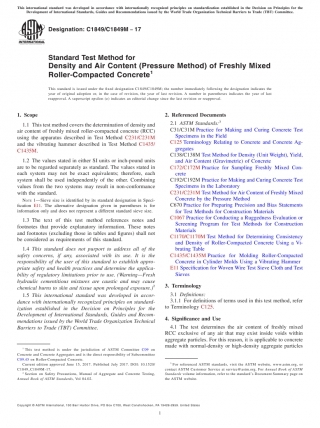 This international standard was developed in accordance with internationally recognized principles on standardization established in the Decision on Principles for the
Development of International Standards, Guides and Recommendations issued by the World Trade Organization Technical Barriers to Trade (TBT) Committee.
Designation: C1849/C1849M − 17
Standard Test Method for
Density and Air Content (Pressure Method) of Freshly Mixed
Roller-Compacted Concrete1
This standard is issued under the fixed designation C1849/C1849M; the number immediately following the designation indicates the
year of original adoption or, in the case of revision, the year of last revision. A number in parentheses indicates the year of last
reapproval. A superscript epsilon (ε) indicates an editorial change since the last revision or reapproval.
1. Scope
1.1 This test method covers the determination of density and
air content of freshly mixed roller-compacted concrete (RCC)
using the apparatus described in Test Method C231/C231M
and the vibrating hammer described in Test Method C1435/
C1435M.
1.2 The values stated in either SI units or inch-pound units
are to be regarded separately as standard. The values stated in
each system may not be exact equivalents; therefore, each
system shall be used independently of the other. Combining
values from the two systems may result in non-conformance
with the standard.
NOTE 1—Sieve size is identified by its standard designation in Speci-
fication E11. The alternative designation given in parentheses is for
information only and does not represent a different standard sieve size.
1.3 The text of this test method references notes and
footnotes that provide explanatory information. These notes
and footnotes (excluding those in tables and figures) shall not
be considered as requirements of this standard.
1.4 This standard does not purport to address all of the
safety concerns, if any, associated with its use. It is the
responsibility of the user of this standard to establish appro-
priate safety and health practices and determine the applica-
bility of regulatory limitations prior to use. (Warning—Fresh
hydraulic cementitious mixtures are caustic and may cause
chemical burns to skin and tissue upon prolonged exposure.2
1.5 This international standard was developed in accor-
dance with internationally recognized principles on standard-
ization established in the Decision on Principles for the
Development of International Standards, Guides and Recom-
mendations issued by the World Trade Organization Technical
Barriers to Trade (TBT) Committee.
1 This test method is under the jurisdiction of ASTM Committee C09 on
Concrete and Concrete Aggregates and is the direct responsibility of Subcommittee
C09.45 on Roller-Compacted Concrete.
Current edition approved June 15, 2017. Published July 2017. DOI: 10.1520/
C1849_C1849M-17.
2 Section on Safety Precautions, Manual of Aggregate and Concrete Testing,
Annual Book of ASTM Standards, Vol 04.02.
2. Referenced Documents
2.1 ASTM Standards:3
C31/C31M Practice for Making and Curing Concrete Test
Specimens in the Field
C125 Terminology Relating to Concrete and Concrete Ag-
gregates
C138/C138M Test Method for Density (Unit Weight), Yield,
and Air Content (Gravimetric) of Concrete
C172/C172M Practice for Sampling Freshly Mixed Con-
crete
C192/C192M Practice for Making and Curing Concrete Test
Specimens in the Laboratory
C231/C231M Test Method for Air Content of Freshly Mixed
Concrete by the Pressure Method
C670 Practice for Preparing Precision and Bias Statements
for Test Methods for Construction Materials
C1067 Practice for Conducting a Ruggedness Evaluation or
Screening Program for Test Methods for Construction
Materials
C1170/C1170M Test Method for Determining Consistency
and Density of Roller-Compacted Concrete Using a Vi-
brating Table
C1435/C1435M Practice for Molding Roller-Compacted
Concrete in Cylinder Molds Using a Vibrating Hammer
E11 Specification for Woven Wire Test Sieve Cloth and Test
Sieves
3. Terminology
3.1 Definitions:
3.1.1 For definitions of terms used in this test method, refer
to Terminology C125.
4. Significance and Use
4.1 The test determines the air content of freshly mixed
RCC exclusive of any air that may exist inside voids within
aggregate particles. For this reason, it is applicable to concrete
made with normal-density or high-density aggregate particles
3 For referenced ASTM standards, visit the ASTM website, www.astm.org, or
contact ASTM Customer Service at service@astm.org. For Annual Book of ASTM
Standards volume information, refer to the standard's Document Summary page on
the ASTM website.
Copyright © ASTM International, 100 Barr Harbor Drive, PO Box C700, West Conshohocken, PA 19428-2959. United States
1